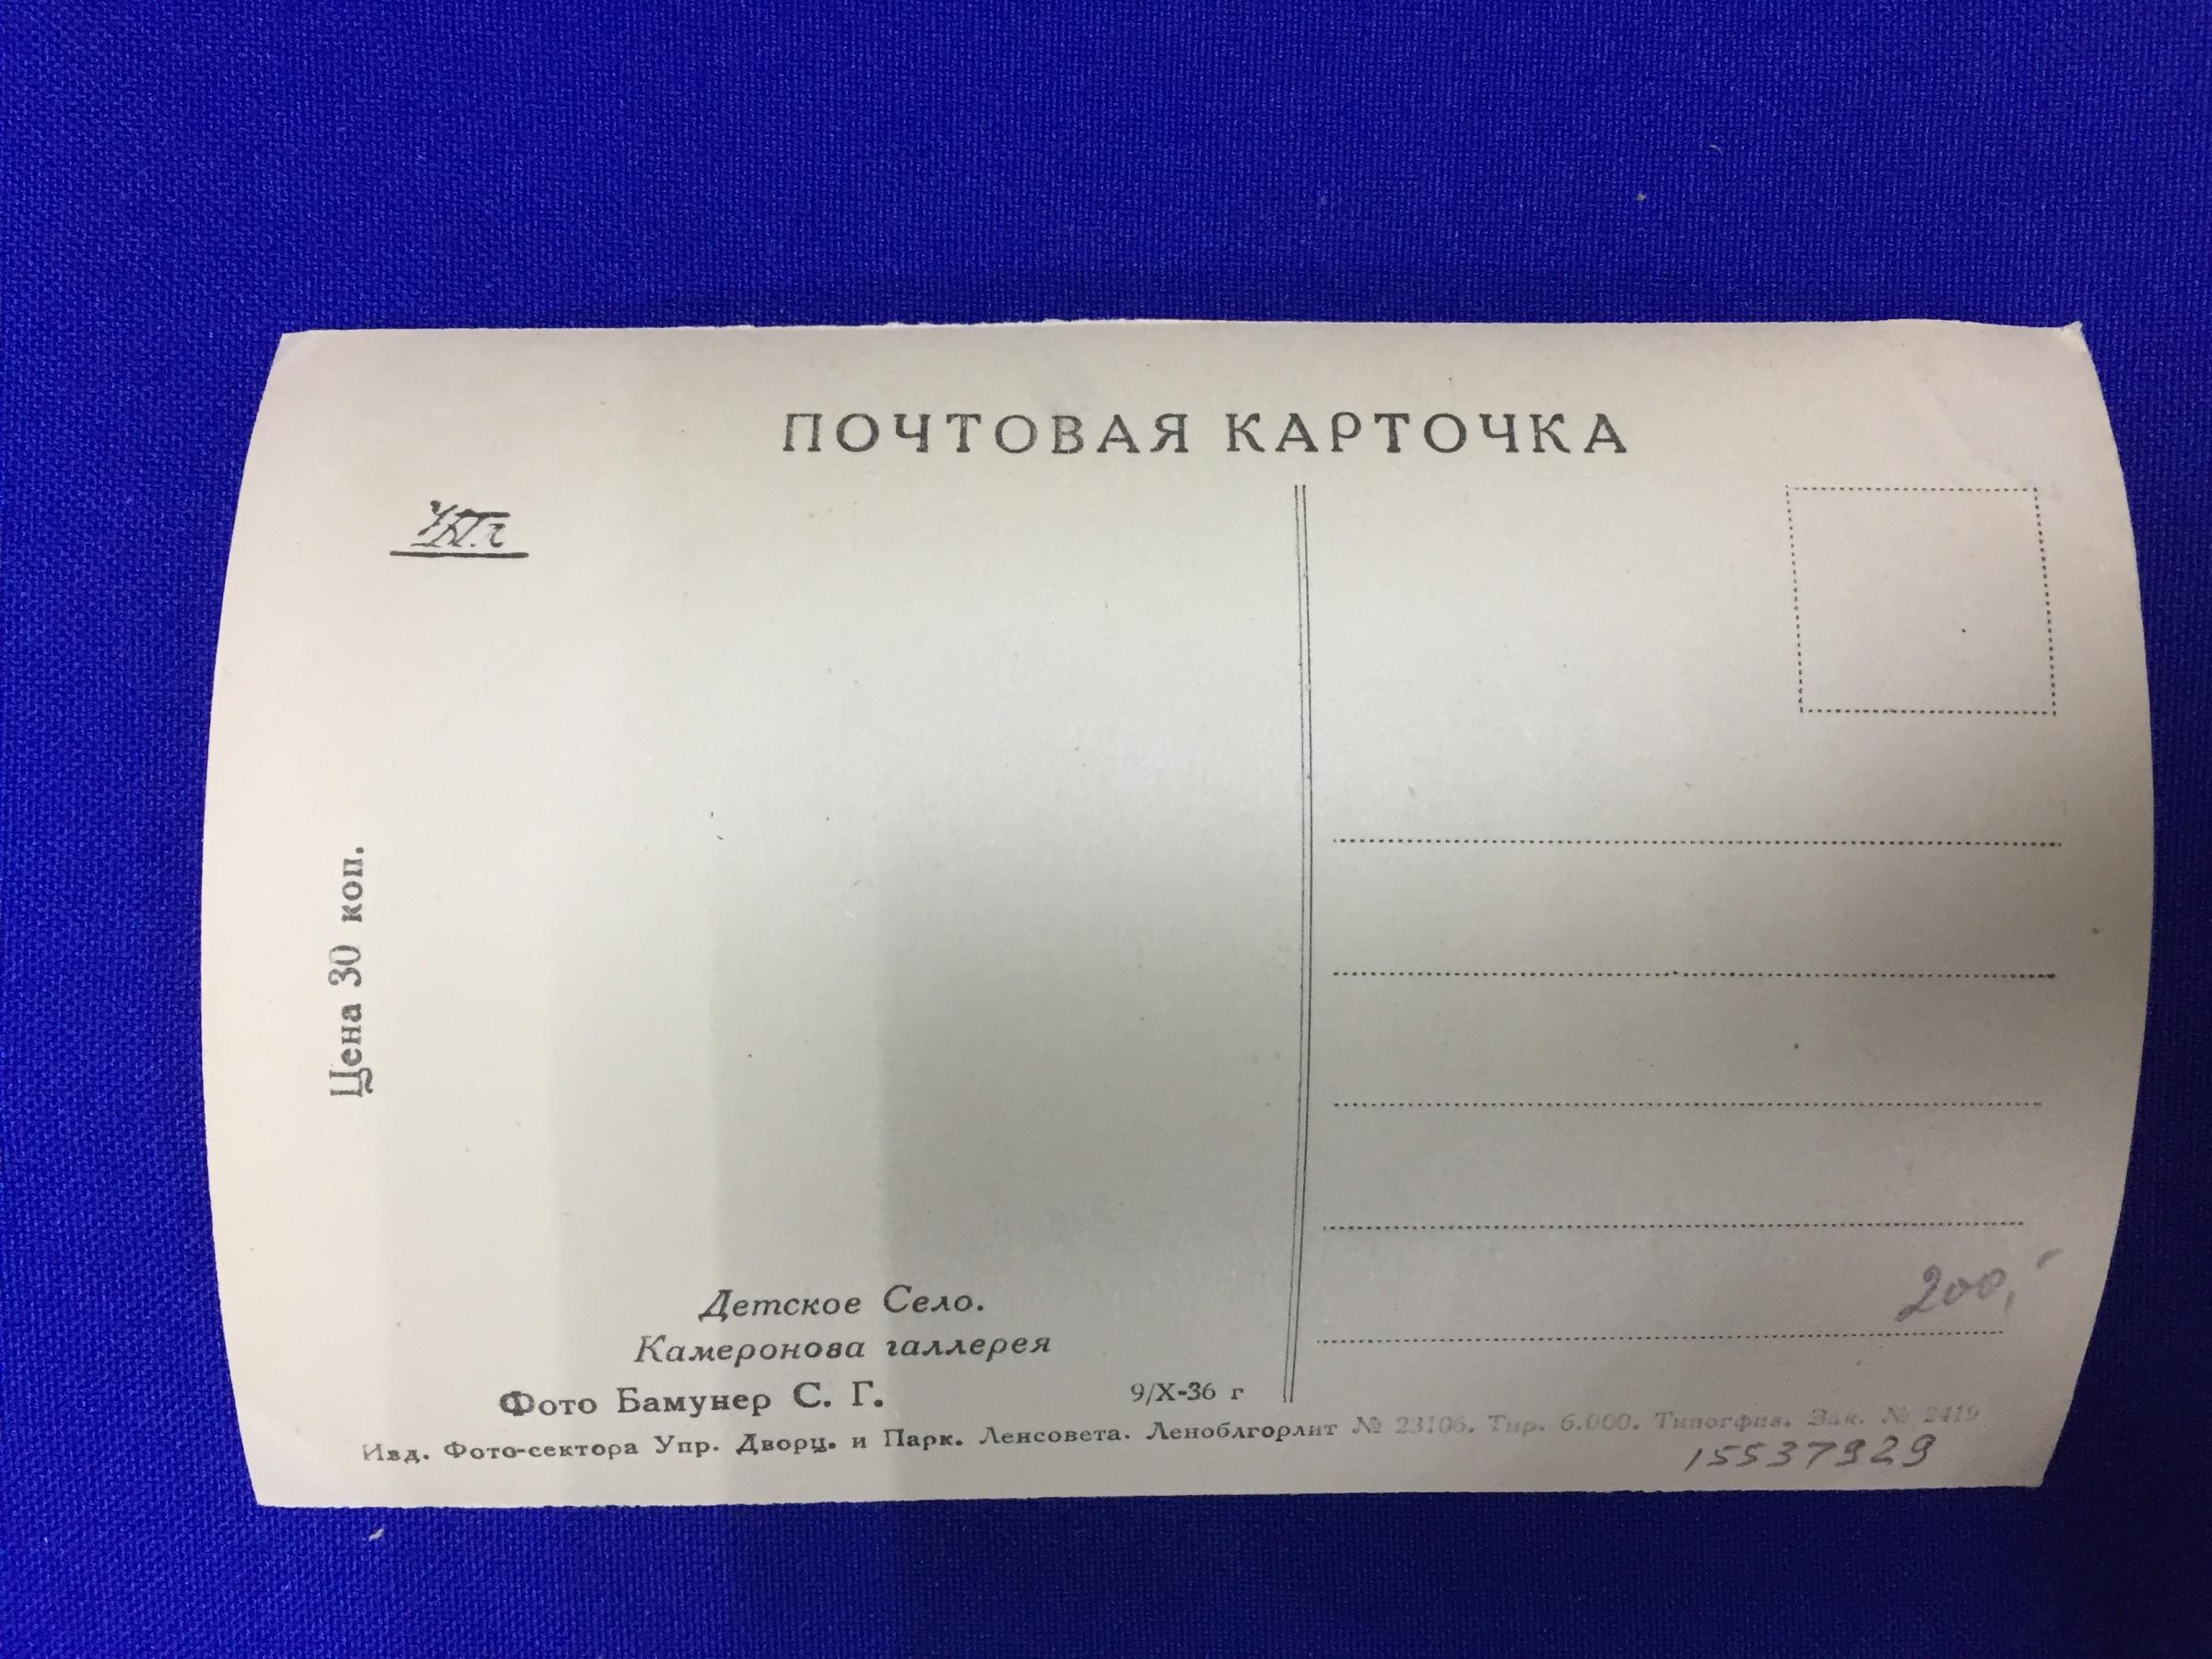 ПОЧТОВАЯ КАРТОЧКА
Цена 30 коп.
200,-
Детское Село.
Камеронова галлерея
Фото Бамунер С. Г.
9/X-36 г
Изд. Фото-сектора Упр. Дворц. и Парк. Ленсовета. Леноблгорлит № 23106. Тир. 6.000. Типогфия. Зак. № 2419
15537929